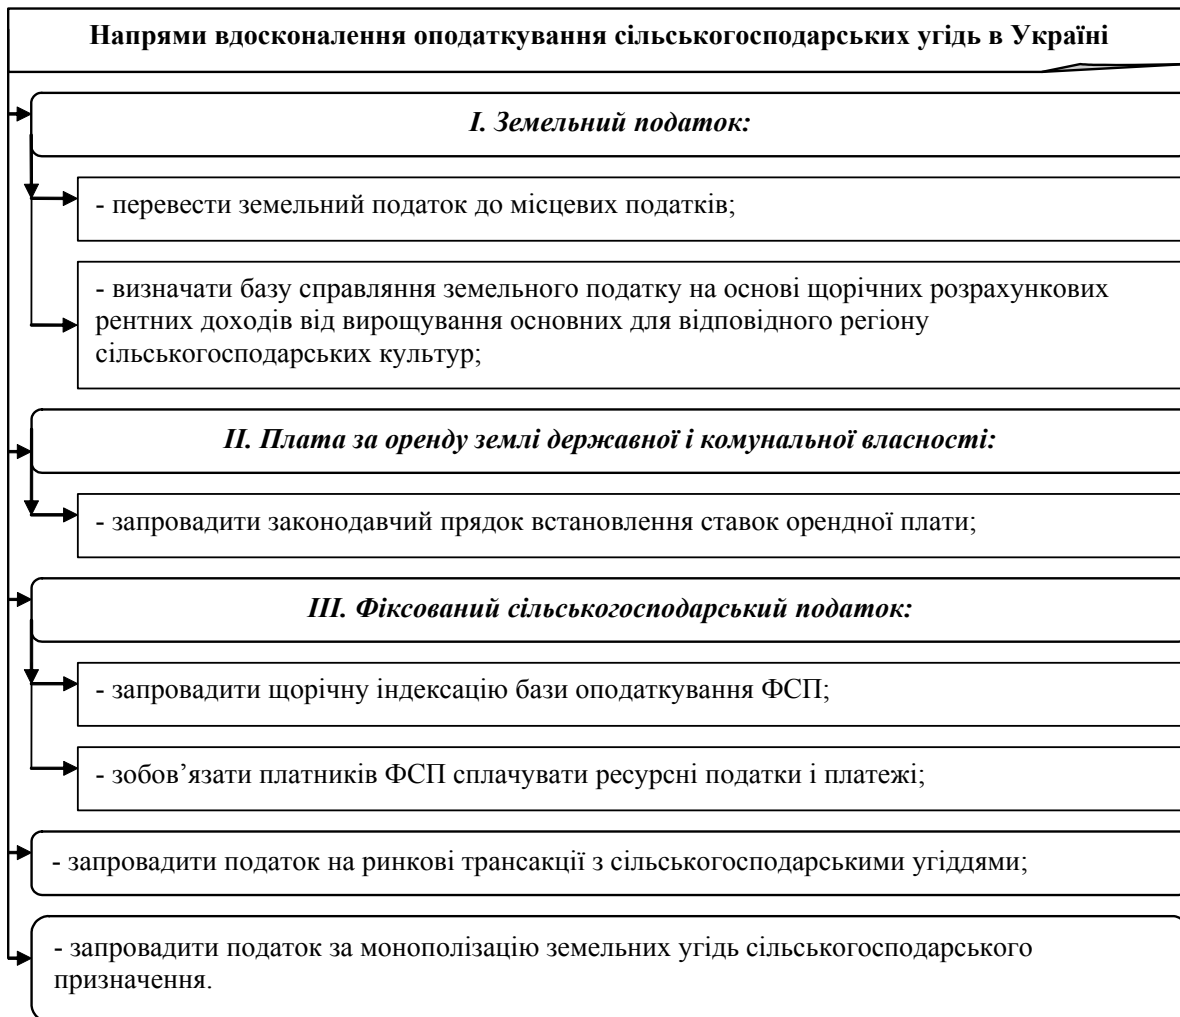 Напрями вдосконалення оподаткування сільськогосподарських угідь в Україні
I. Земельний податок:
- перевести земельний податок до місцевих податків;
- визначати базу справляння земельного податку на основі щорічних розрахункових
рентних доходів від вирощування основних для відповідного регіону
сільськогосподарських культур;
II. Плата за оренду землі державної і комунальної власності:
- запровадити законодавчий прядок встановлення ставок орендної плати;
III. Фіксований сільськогосподарський податок:
- запровадити щорічну індексацію бази оподаткування ФСП;
- зобов’язати платників ФСП сплачувати ресурсні податки і платежі;
- запровадити податок на ринкові трансакції з сільськогосподарськими угіддями;
- запровадити податок за монополізацію земельних угідь сільськогосподарського
призначення.